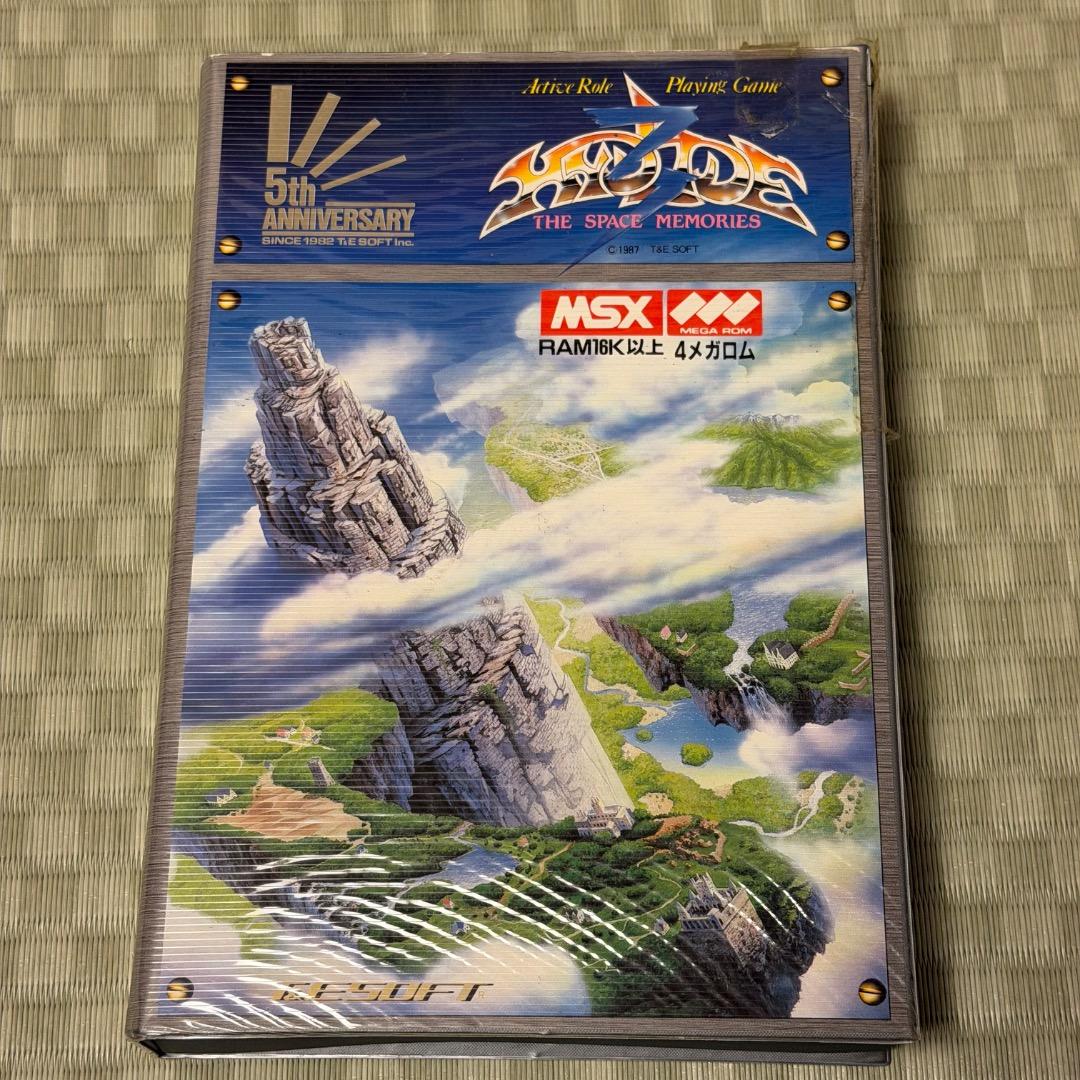 Active Role Playing Game
HYDLIDE 3
THE SPACE MEMORIES
C 1987 T&E SOFT
5th
ANNIVERSARY
SINCE 1982 T&E SOFT Inc.
MSX
MEGA ROM
RAM16K以上 4メガロム
T&ESOFT